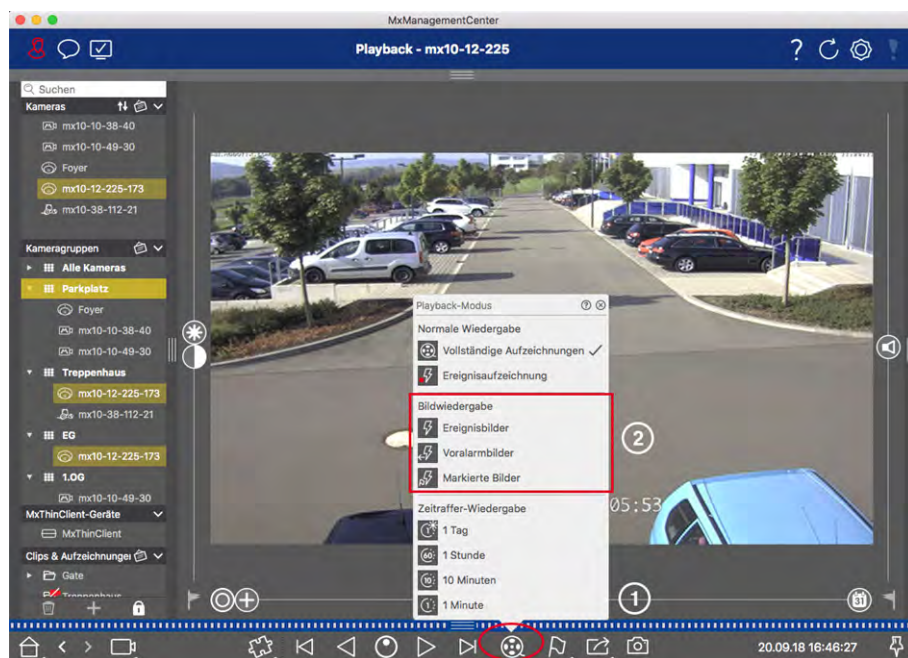 MxManagementCenter
Playback - mx10-12-225
?
Suchen
Kameras
mx10-10-38-40
mx10-10-49-30
Foyer
mx10-12-225-173
mx10-38-112-21
Kameragruppen
Alle Kameras
Parkplatz
Foyer
mx10-10-38-40
mx10-10-49-30
Treppenhaus
mx10-12-225-173
mx10-38-112-21
EG
mx10-12-225-173
1.OG
mx10-10-49-30
MxThinClient-Geräte
MxThinClient
Clips & Aufzeichnungen
Gate
Treppenhaus
Playback-Modus
Normale Wiedergabe
Vollständige Aufzeichnungen
Ereignisaufzeichnung
Bildwiedergabe
Ereignisbilder
Voralarmbilder
Markierte Bilder
2
Zeitraffer-Wiedergabe
1 Tag
60 1 Stunde
10 10 Minuten
1 1 Minute
05:53
1
31
20.09.18 16:46:27